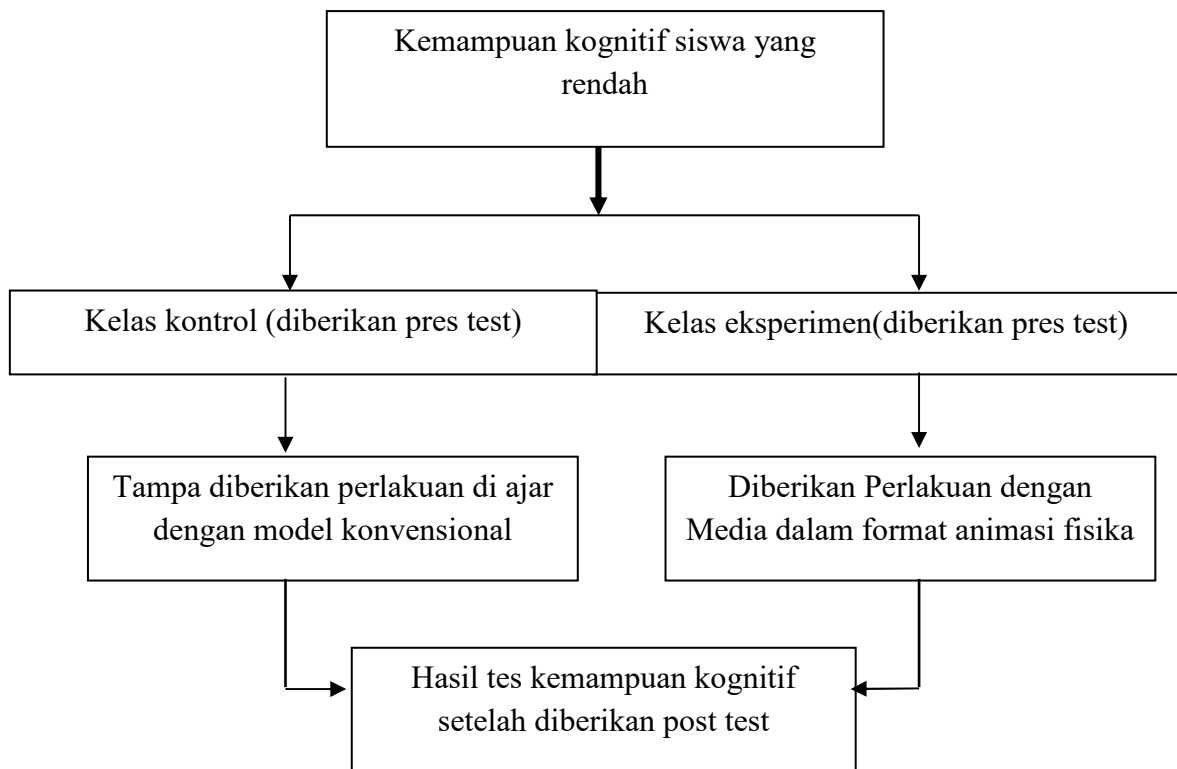 Kemampuan kognitif siswa yang
rendah
Kelas kontrol (diberikan pres test)
Kelas eksperimen(diberikan pres test)
Tampa diberikan perlakuan di ajar
dengan model konvensional
Diberikan Perlakuan dengan
Media dalam format animasi fisika
Hasil tes kemampuan kognitif
setelah diberikan post test